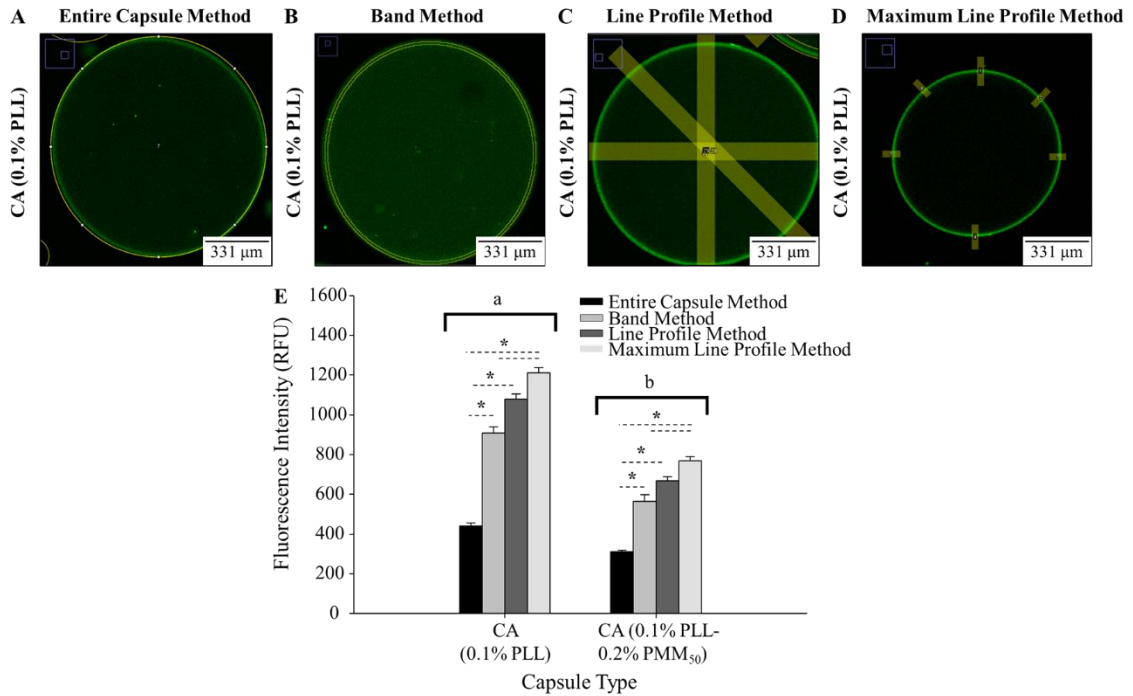 A Entire Capsule Method
B Band Method
C Line Profile Method
D Maximum Line Profile Method
CA (0.1% PLL)
331 µm
CA (0.1% PLL)
331 µm
CA (0.1% PLL)
331 µm
CA (0.1% PLL)
331 µm
E
Fluorescence Intensity (RFU)
1600
1400
1200
1000
800
600
400
200
0
a
b
*
*
*
*
*
*
Entire Capsule Method
Band Method
Line Profile Method
Maximum Line Profile Method
CA
(0.1% PLL)
CA (0.1% PLL-
0.2% PMM₅₀)
Capsule Type